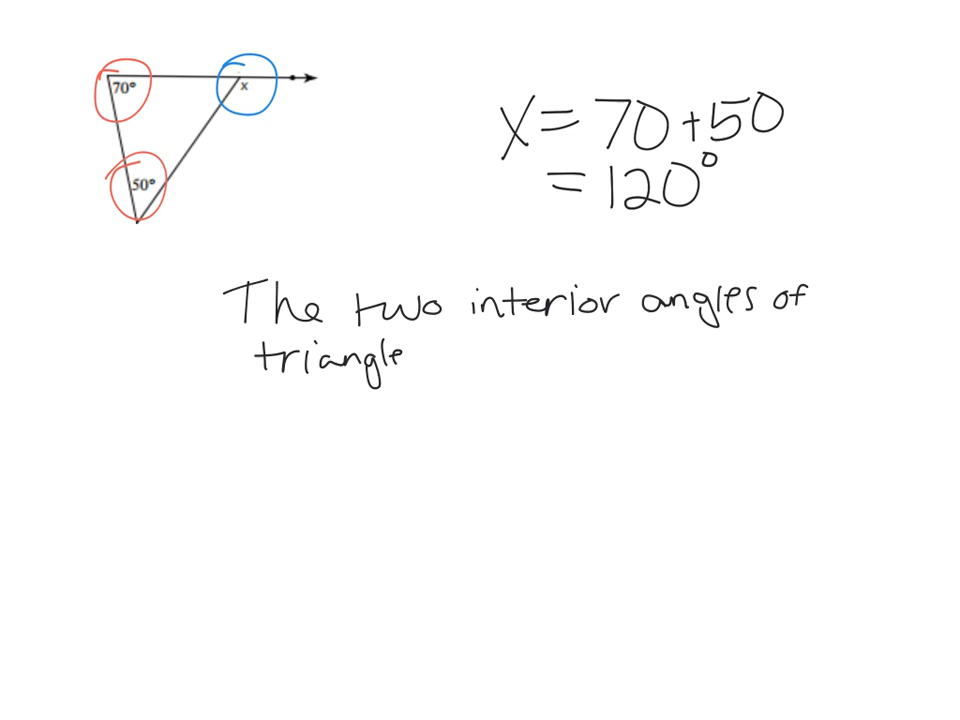 70°
x
50°
X = 70 + 50
= 120°
The two interior angles of
triangle